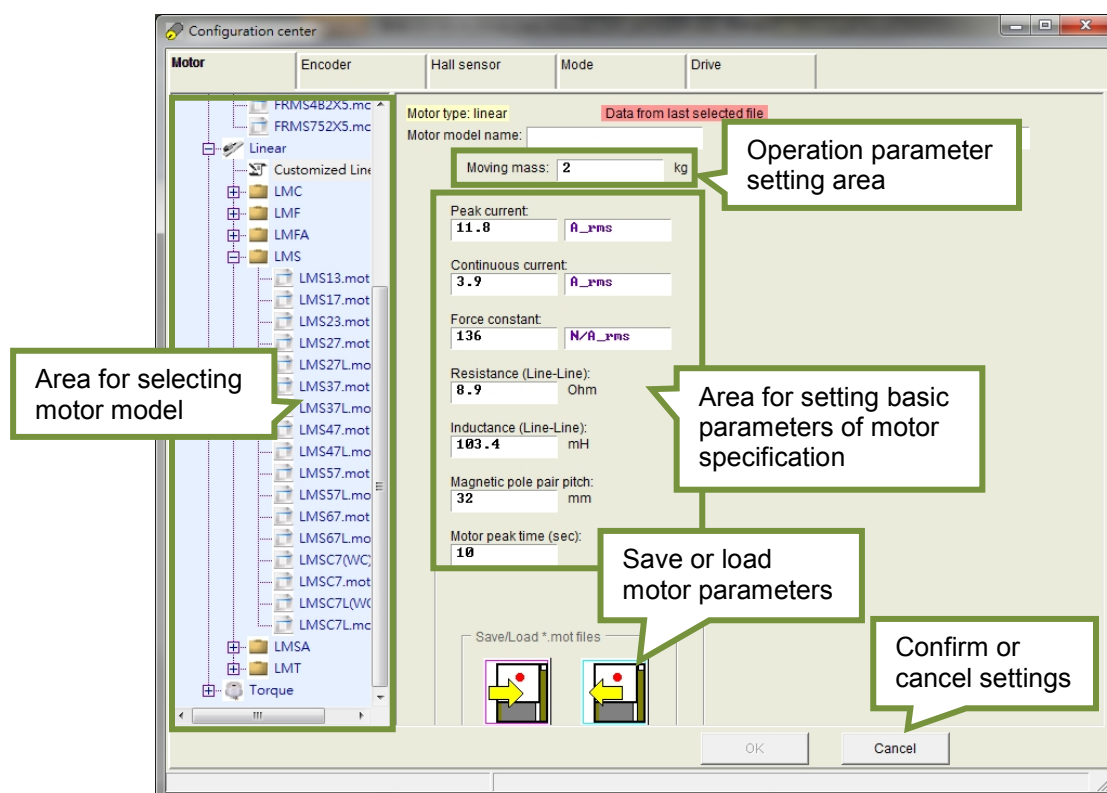 Configuration center
Motor
Encoder
Hall sensor
Mode
Drive
FRMS4B2X5.mc
FRMS752X5.mc
Linear
Customized Line
LMC
LMF
LMFA
LMS
LMS13.mot
LMS17.mot
LMS23.mot
LMS27.mot
LMS27L.mo
LMS37.mot
LMS37L.mo
LMS47.mot
LMS47L.mo
LMS57.mot
LMS57L.mo
LMS67.mot
LMS67L.mo
LMSC7(WC)
LMSC7.mot
LMSC7L(WC
LMSC7L.mc
LMSA
LMT
Torque
Area for selecting
motor model
Motor type: linear
Data from last selected file
Motor model name:
Moving mass: 2 kg
Operation parameter
setting area
Peak current:
11.8 A_rms
Continuous current:
3.9 A_rms
Force constant:
136 N/A_rms
Resistance (Line-Line):
8.9 Ohm
Inductance (Line-Line):
103.4 mH
Magnetic pole pair pitch:
32 mm
Motor peak time (sec):
10
Area for setting basic
parameters of motor
specification
Save or load
motor parameters
Save/Load *.mot files
Confirm or
cancel settings
OK
Cancel